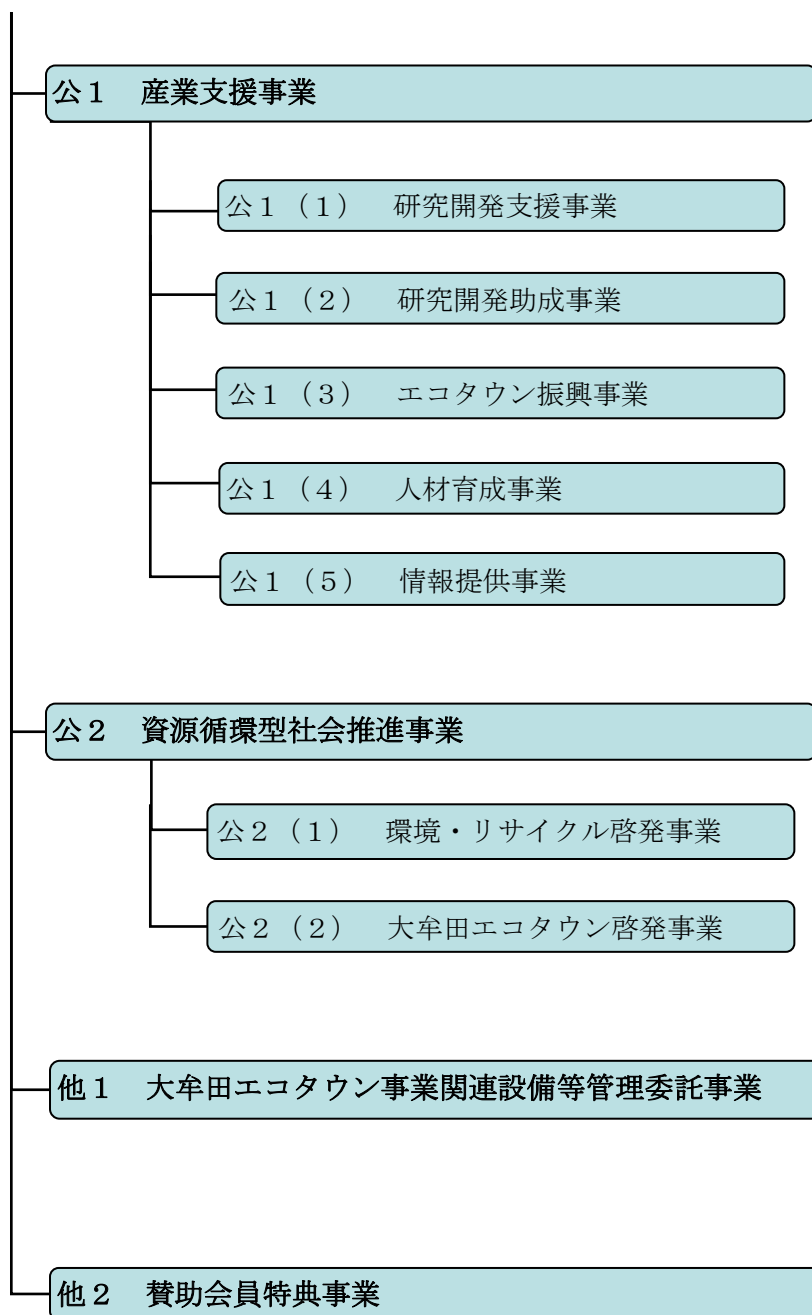 公１　産業支援事業
公１（１）　研究開発支援事業
公１（２）　研究開発助成事業
公１（３）　エコタウン振興事業
公１（４）　人材育成事業
公１（５）　情報提供事業
公２　資源循環型社会推進事業
公２（１）　環境・リサイクル啓発事業
公２（２）　大牟田エコタウン啓発事業
他１　大牟田エコタウン事業関連設備等管理委託事業
他２　賛助会員特典事業